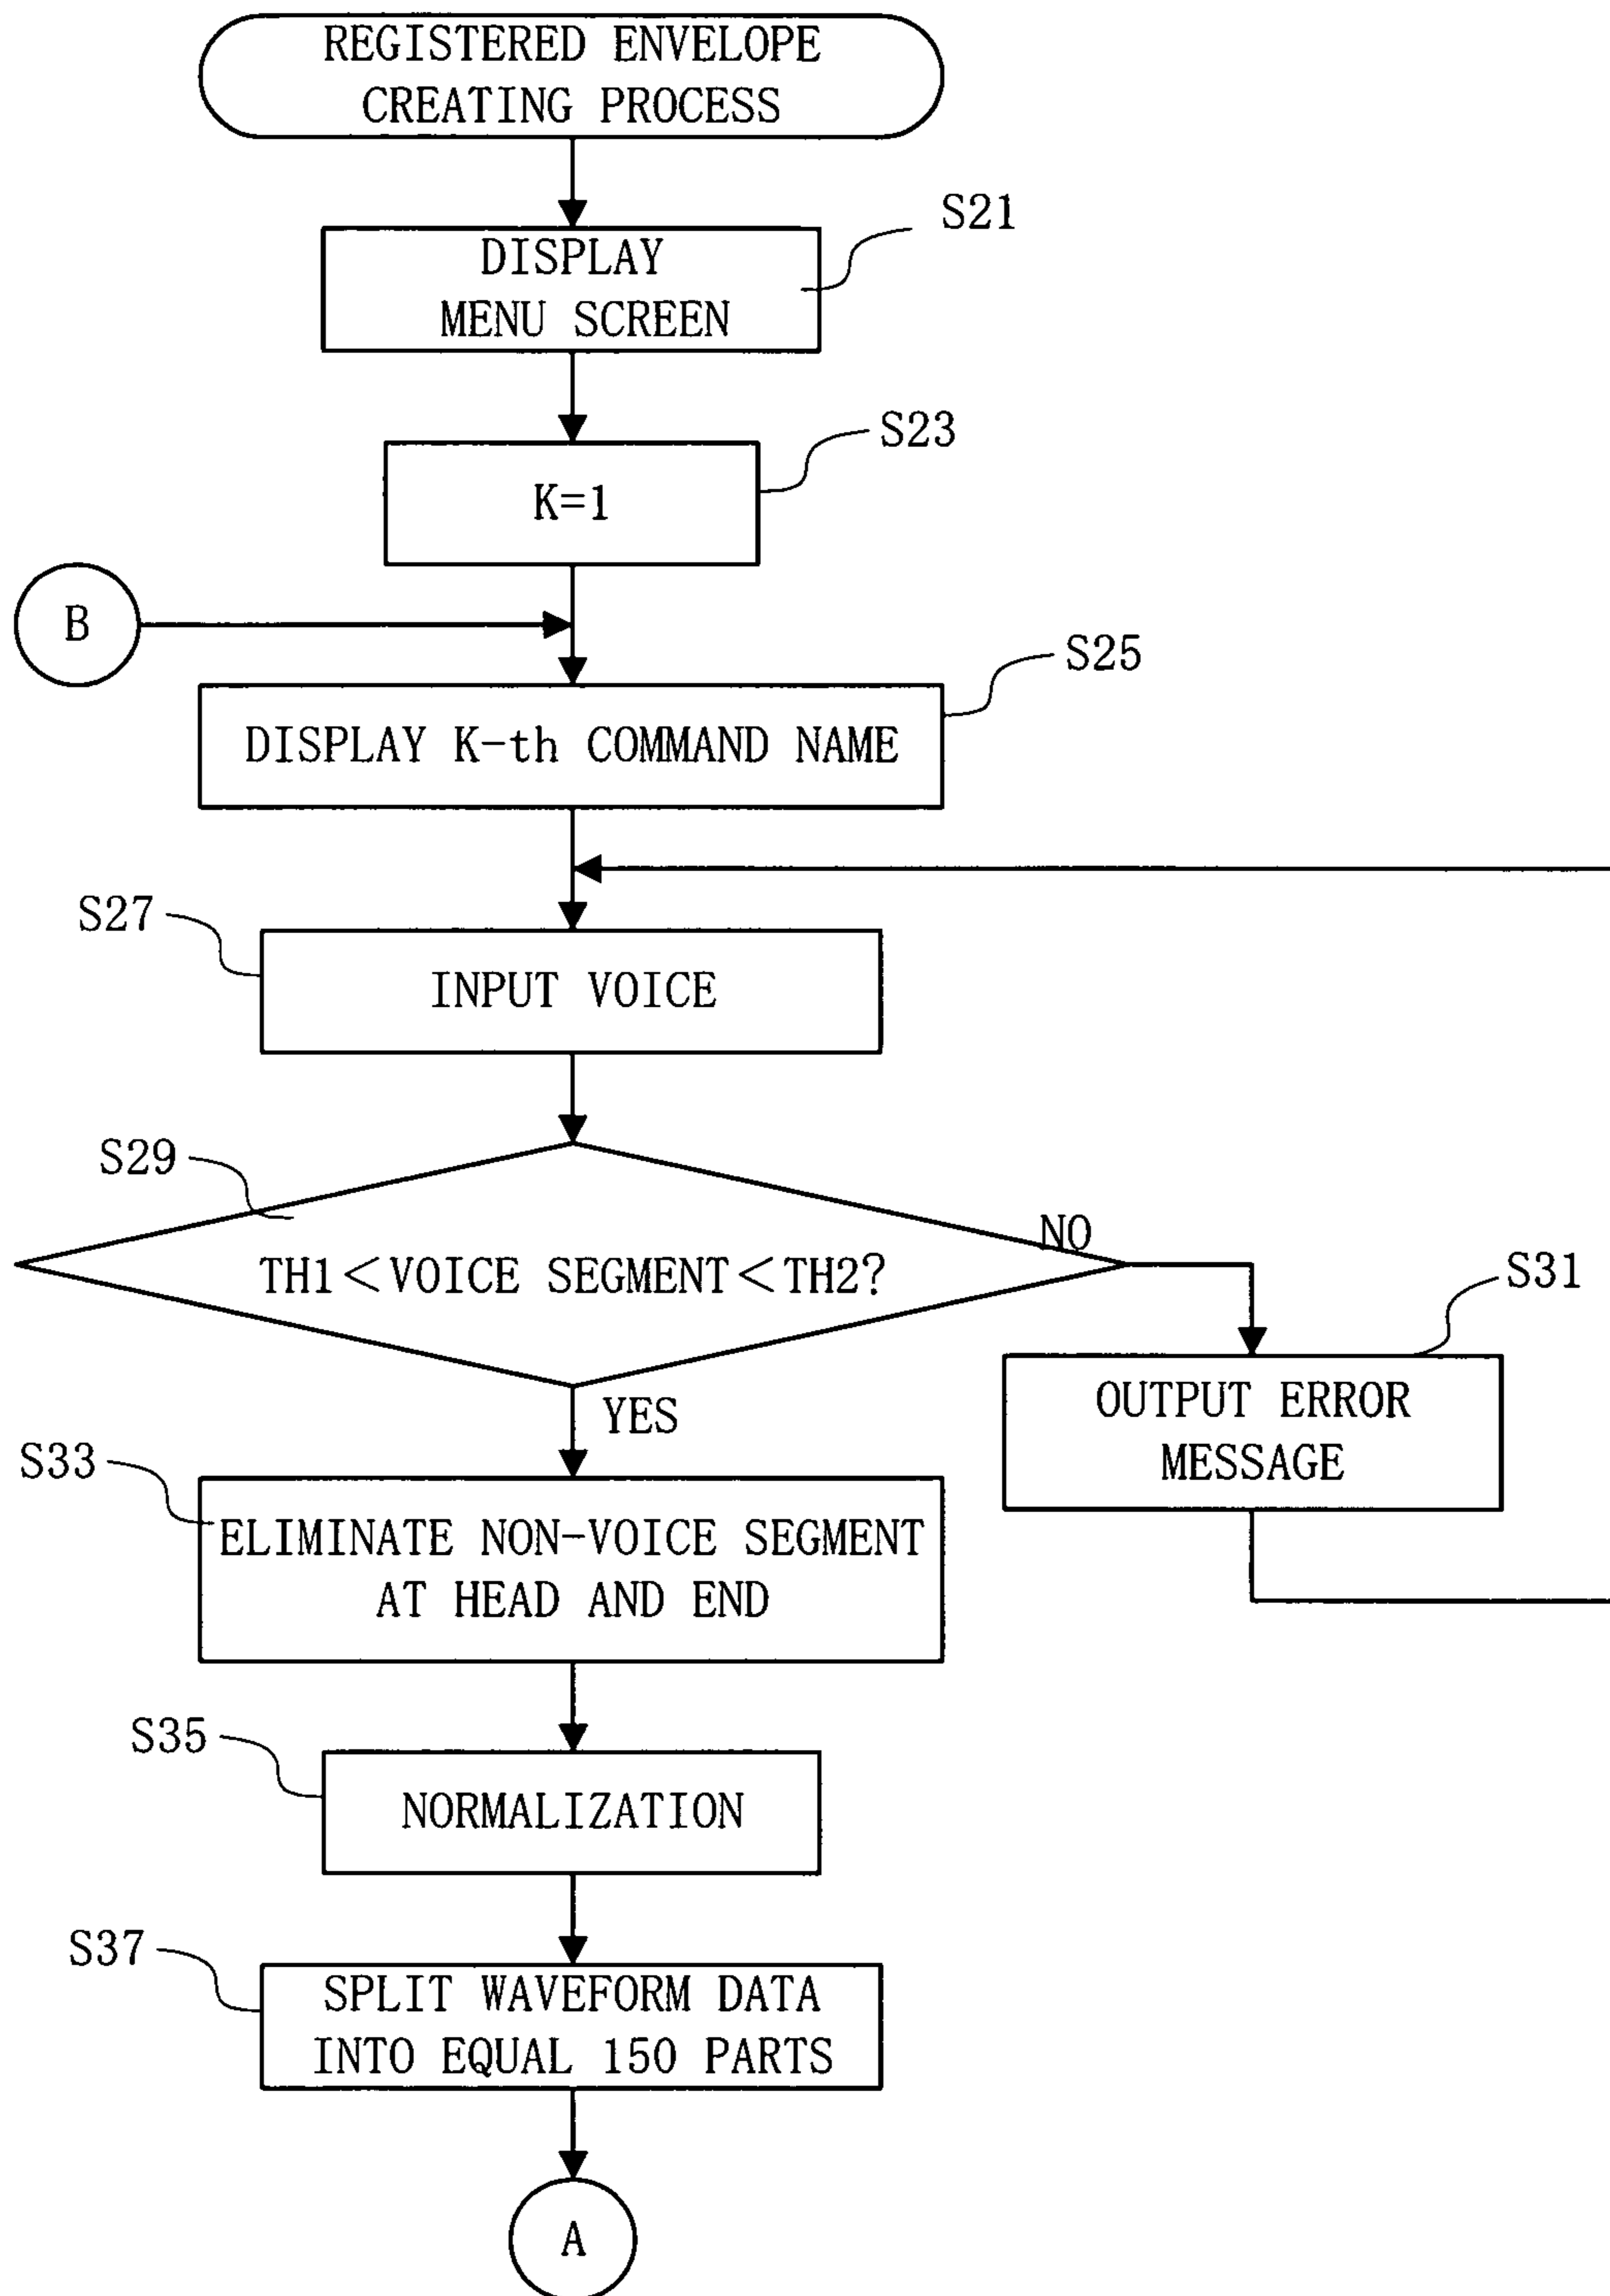 REGISTERED ENVELOPE
CREATING PROCESS
S21
DISPLAY
MENU SCREEN
S23
K=1
B
S25
DISPLAY K-th COMMAND NAME
S27
INPUT VOICE
S29
TH1<VOICE SEGMENT<TH2?
NO
S31
OUTPUT ERROR
MESSAGE
YES
S33
ELIMINATE NON-VOICE SEGMENT
AT HEAD AND END
S35
NORMALIZATION
S37
SPLIT WAVEFORM DATA
INTO EQUAL 150 PARTS
A